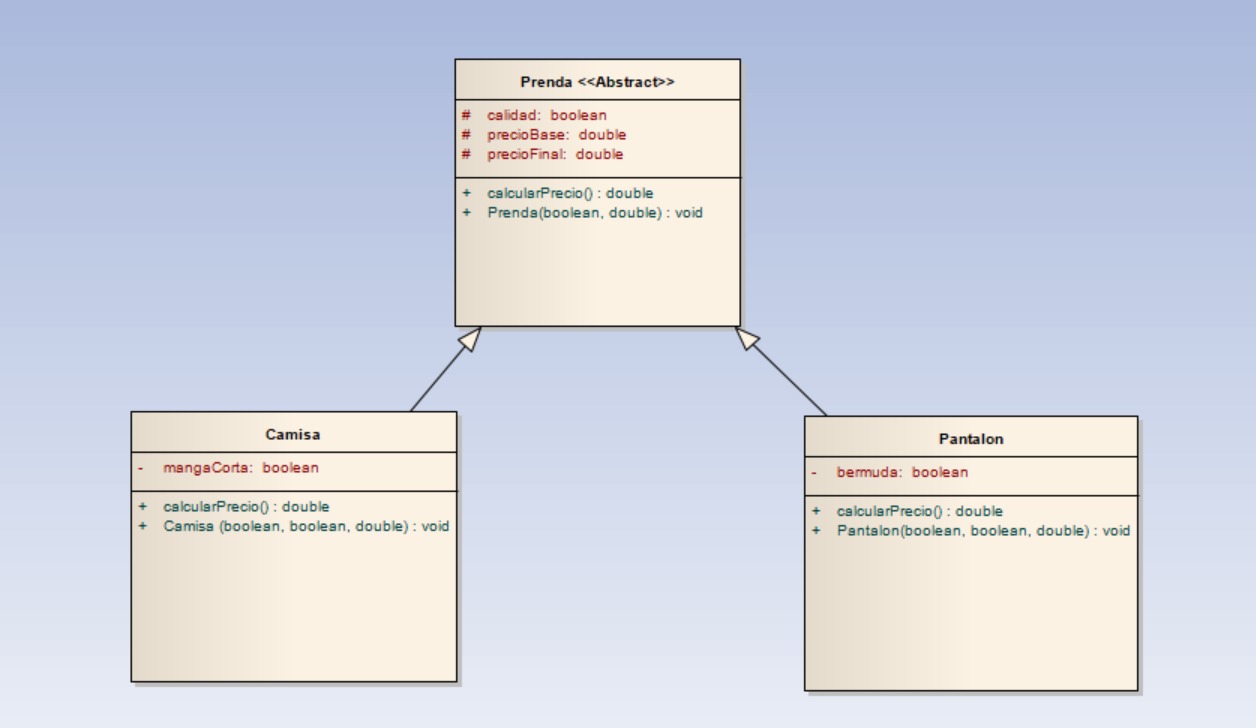 Prenda <<Abstract>>
# calidad: boolean
# precioBase: double
# precioFinal: double
+ calcularPrecio() : double
+ Prenda(boolean, double) : void
Camisa
- mangaCorta: boolean
+ calcularPrecio() : double
+ Camisa (boolean, boolean, double) : void
Pantalon
- bermuda: boolean
+ calcularPrecio() : double
+ Pantalon(boolean, boolean, double) : void